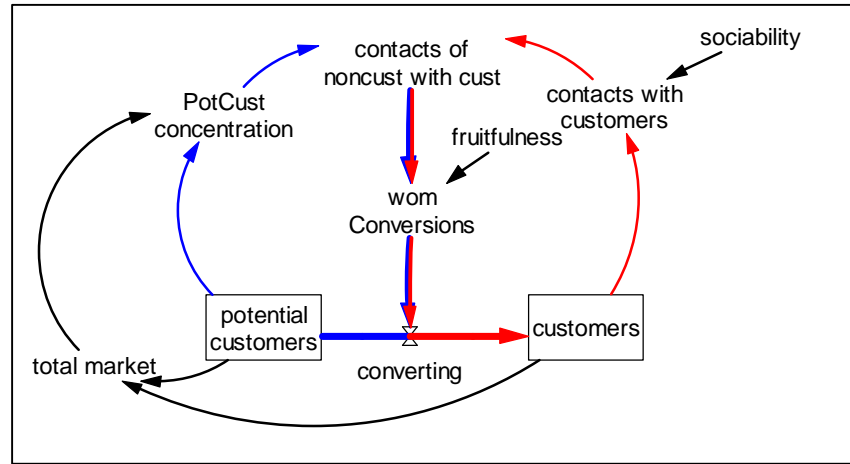 sociability
contacts of
noncust with cust
PotCust
concentration
contacts with
customers
fruitfulness
wom
Conversions
potential
customers
customers
total market
converting